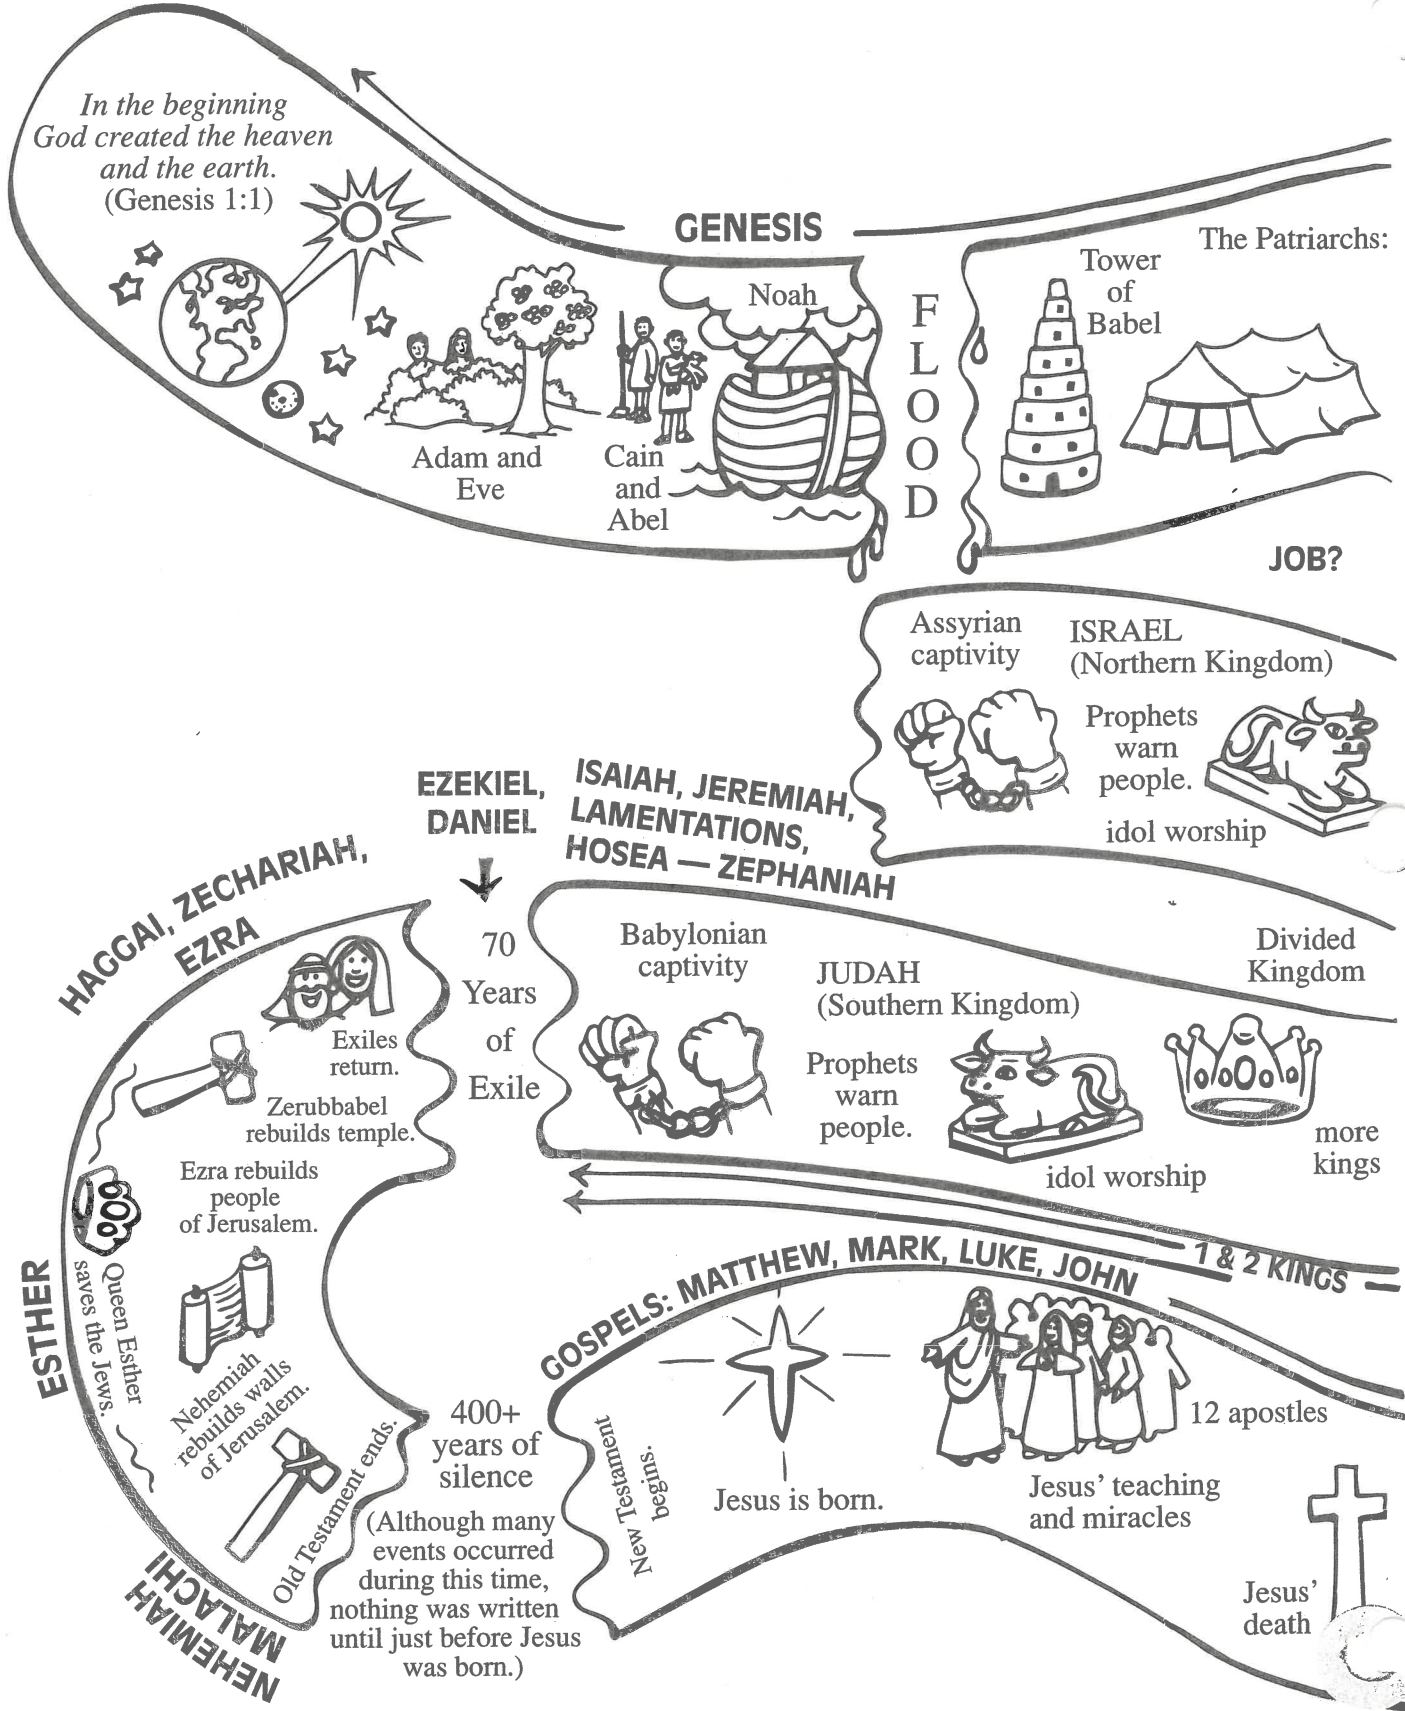 In the beginning
God created the heaven
and the earth.
(Genesis 1:1)
GENESIS
Adam and
Eve
Cain
and
Abel
Noah
F
L
O
O
D
Tower
of
Babel
The Patriarchs:
JOB?
Assyrian
captivity
ISRAEL
(Northern Kingdom)
Prophets
warn
people.
idol worship
ISAIAH, JEREMIAH,
LAMENTATIONS,
HOSEA — ZEPHANIAH
EZEKIEL,
DANIEL
Babylonian
captivity
JUDAH
(Southern Kingdom)
Prophets
warn
people.
idol worship
Divided
Kingdom
more
kings
1 & 2 KINGS
70
Years
of
Exile
HAGGAI, ZECHARIAH,
EZRA
Exiles
return.
Zerubbabel
rebuilds temple.
Ezra rebuilds
people
of Jerusalem.
ESTHER
Queen Esther
saves the Jews.
Nehemiah
rebuilds walls
of Jerusalem.
NEHEMIAH
MALACHI
Old Testament ends.
400+
years of
silence
(Although many
events occurred
during this time,
nothing was written
until just before Jesus
was born.)
GOSPELS: MATTHEW, MARK, LUKE, JOHN
New Testament
begins.
Jesus is born.
12 apostles
Jesus’ teaching
and miracles
Jesus’
death